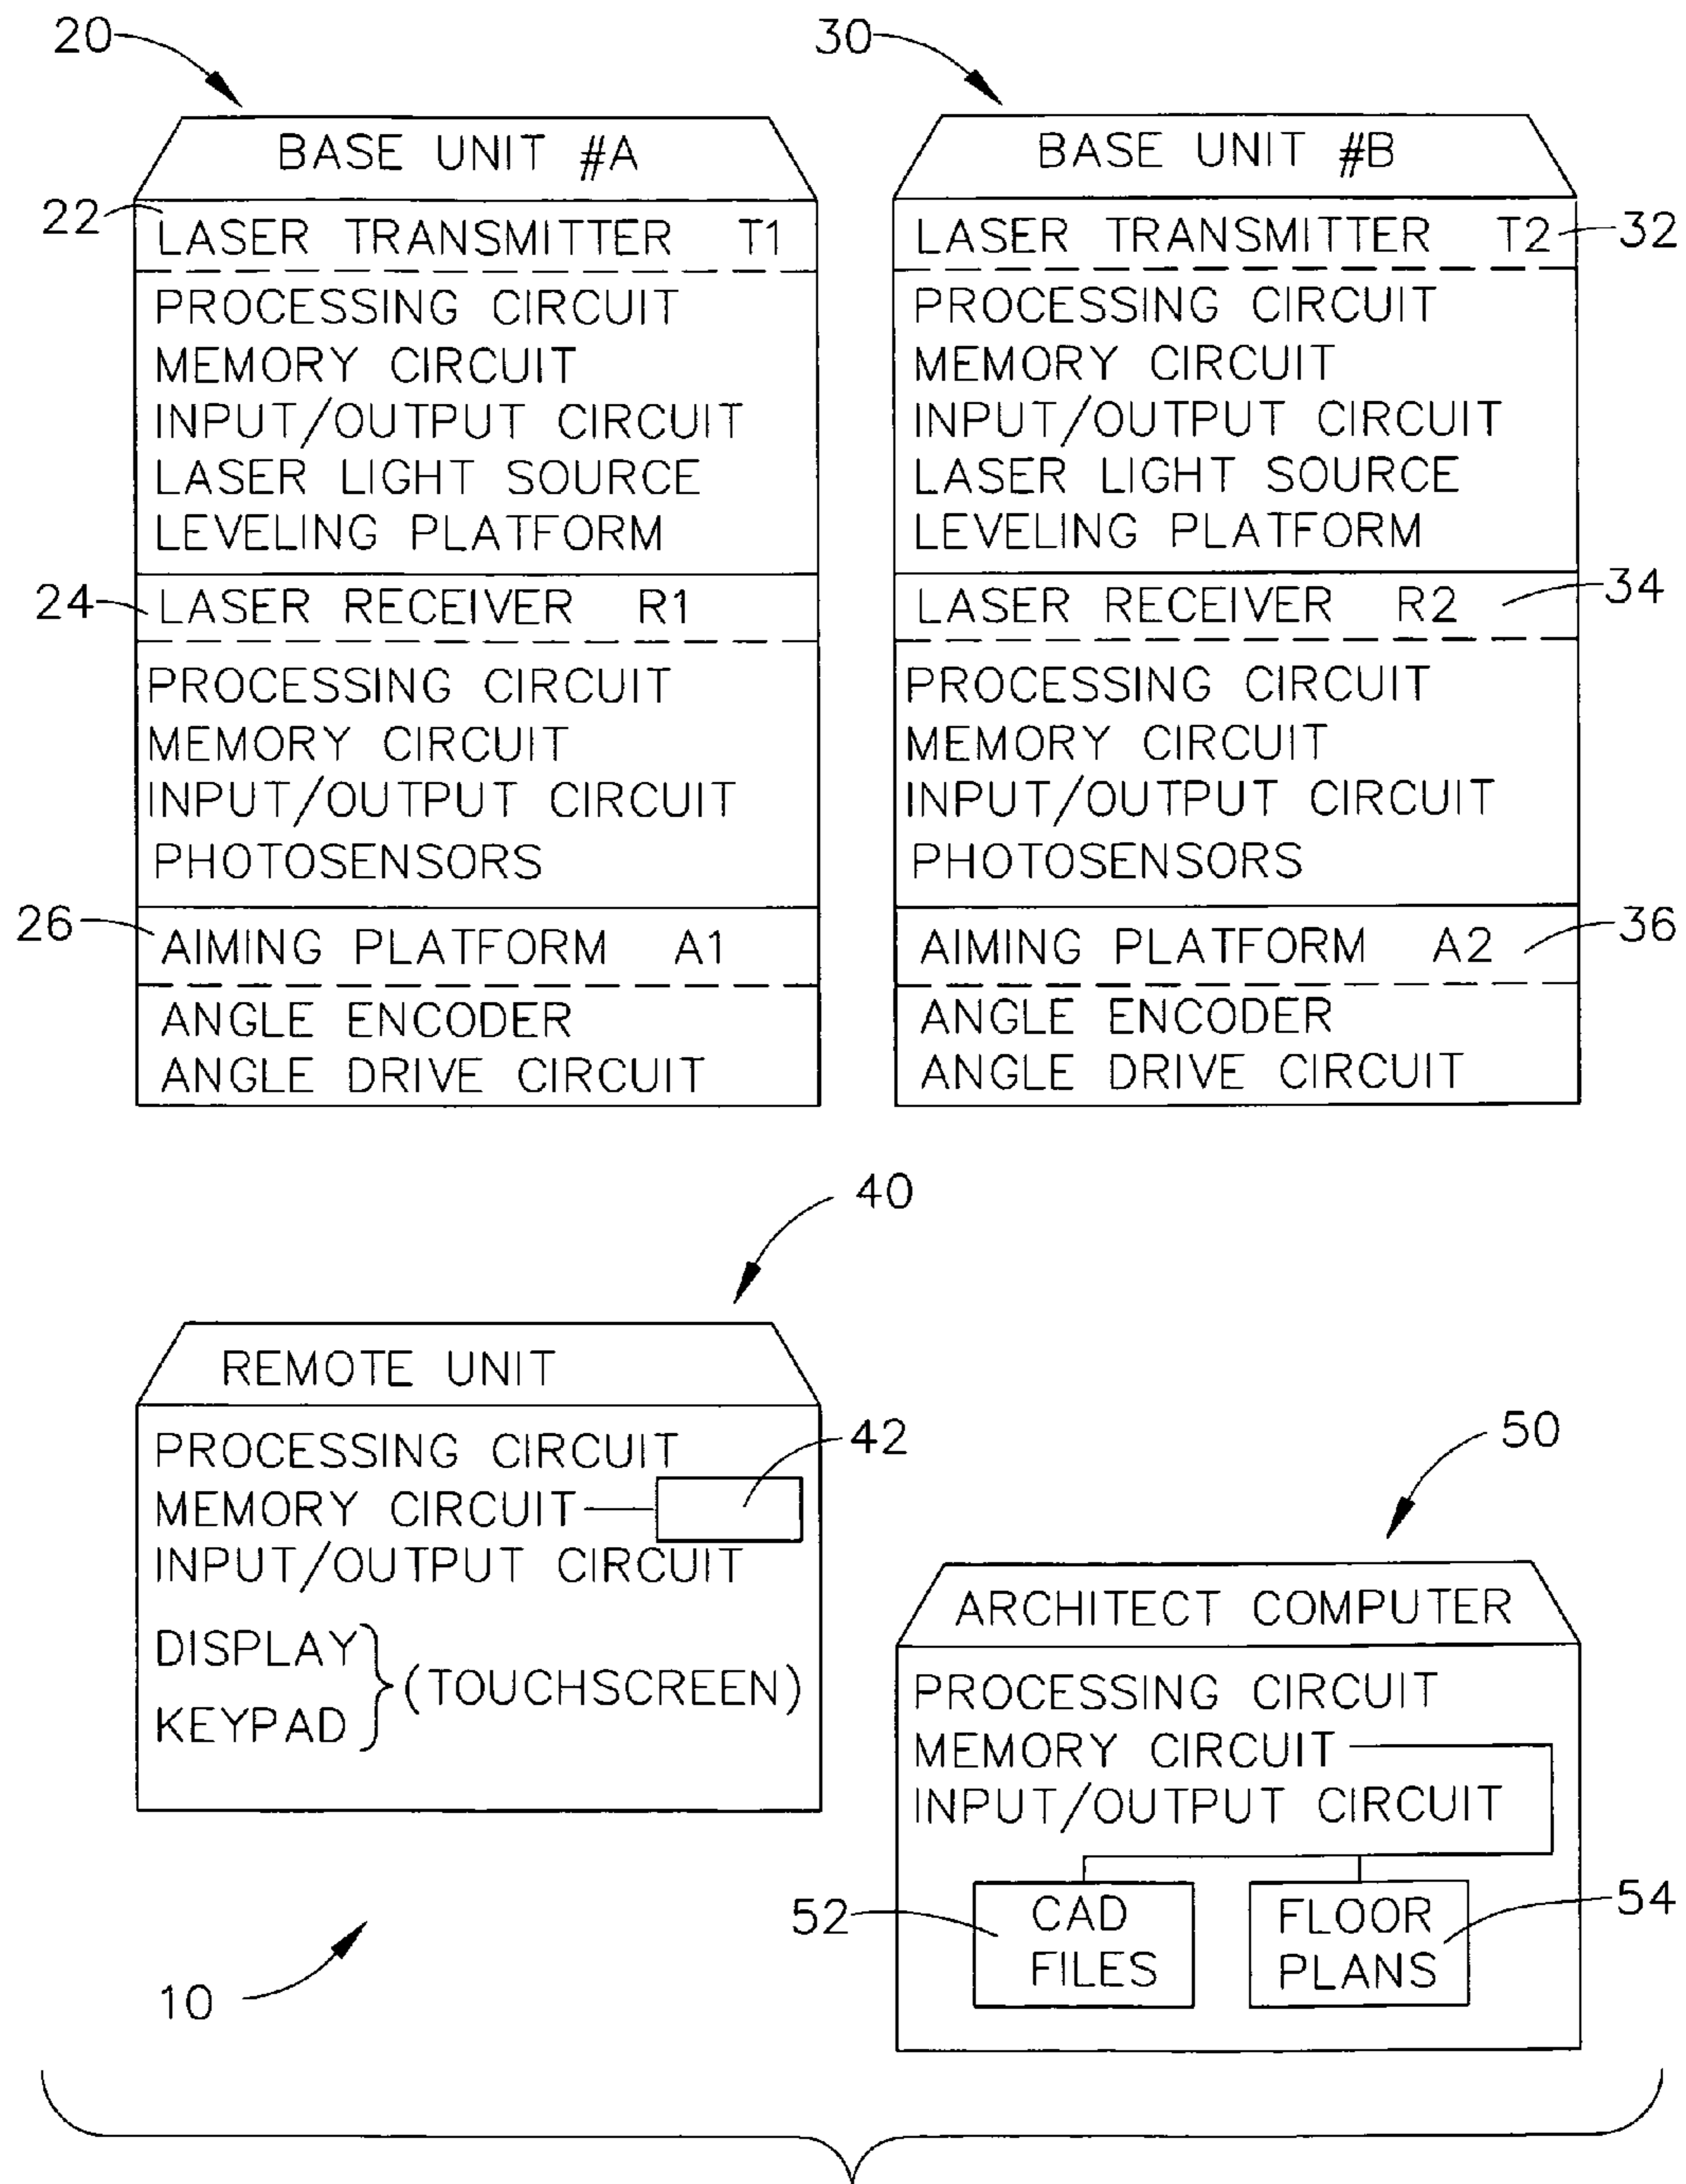 20
30
BASE UNIT #A
22
LASER TRANSMITTER T1
PROCESSING CIRCUIT
MEMORY CIRCUIT
INPUT/OUTPUT CIRCUIT
LASER LIGHT SOURCE
LEVELING PLATFORM
24
LASER RECEIVER R1
PROCESSING CIRCUIT
MEMORY CIRCUIT
INPUT/OUTPUT CIRCUIT
PHOTOSENSORS
26
AIMING PLATFORM A1
ANGLE ENCODER
ANGLE DRIVE CIRCUIT
BASE UNIT #B
LASER TRANSMITTER T2
32
PROCESSING CIRCUIT
MEMORY CIRCUIT
INPUT/OUTPUT CIRCUIT
LASER LIGHT SOURCE
LEVELING PLATFORM
LASER RECEIVER R2
34
PROCESSING CIRCUIT
MEMORY CIRCUIT
INPUT/OUTPUT CIRCUIT
PHOTOSENSORS
AIMING PLATFORM A2
36
ANGLE ENCODER
ANGLE DRIVE CIRCUIT
40
REMOTE UNIT
PROCESSING CIRCUIT
42
MEMORY CIRCUIT
INPUT/OUTPUT CIRCUIT
DISPLAY
(TOUCHSCREEN)
KEYPAD
50
ARCHITECT COMPUTER
PROCESSING CIRCUIT
MEMORY CIRCUIT
INPUT/OUTPUT CIRCUIT
52
CAD
FILES
FLOOR
PLANS
54
10